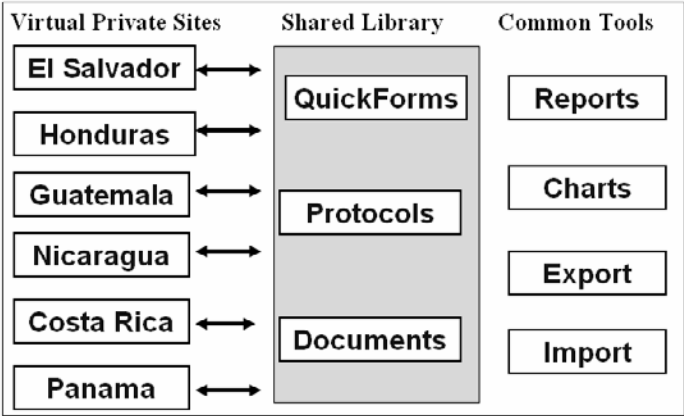 Virtual Private Sites
El Salvador
Honduras
Guatemala
Nicaragua
Costa Rica
Panama
Shared Library
QuickForms
Protocols
Documents
Common Tools
Reports
Charts
Export
Import